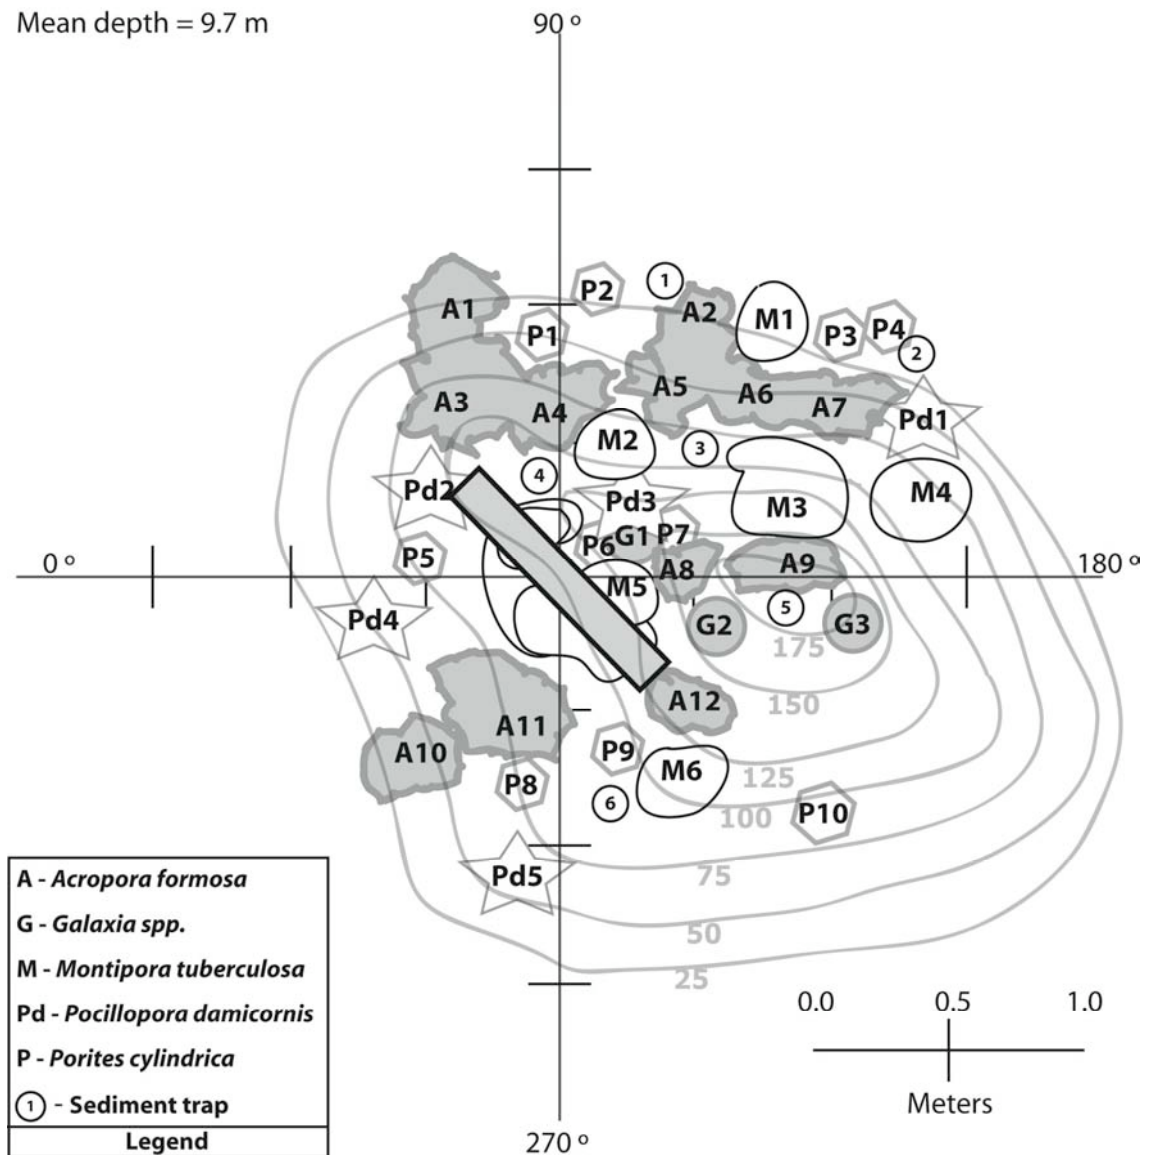 Mean depth = 9.7 m
90 º
A1
P2
1
A2
M1
P1
P3
P4
2
A3
A4
A5
A6
A7
Pd1
M2
3
4
Pd2
Pd3
M3
M4
P5
P6
G1
P7
0 º
A8
A9
180 º
M5
5
Pd4
G2
G3
175
A12
150
A11
A10
P9
M6
125
P8
6
100
P10
Pd5
75
50
25
A - Acropora formosa
G - Galaxia spp.
M - Montipora tuberculosa
Pd - Pocillopora damicornis
P - Porites cylindrica
1 - Sediment trap
Legend
0.0 0.5 1.0
Meters
270 º